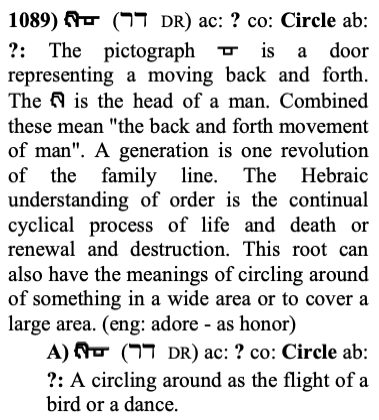 1089) (דר DR) ac: ? co: Circle ab:
?: The pictograph is a door
representing a moving back and forth.
The is the head of a man. Combined
these mean "the back and forth movement
of man". A generation is one revolution
of the family line. The Hebraic
understanding of order is the continual
cyclical process of life and death or
renewal and destruction. This root can
also have the meanings of circling around
of something in a wide area or to cover a
large area. (eng: adore - as honor)
A) (דר DR) ac: ? co: Circle ab:
?: A circling around as the flight of a
bird or a dance.